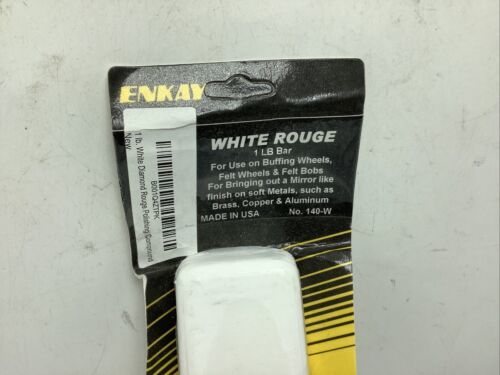 ENKAY
WHITE ROUGE
1 LB Bar
For Use on Buffing Wheels,
Felt Wheels & Felt Bobs
For Bringing out a Mirror like
finish on soft Metals, such as
Brass, Copper & Aluminum
MADE IN USA No. 140-W
B001Q4ZTPK
1 lb. White Diamond Rouge Polishing Compound
New